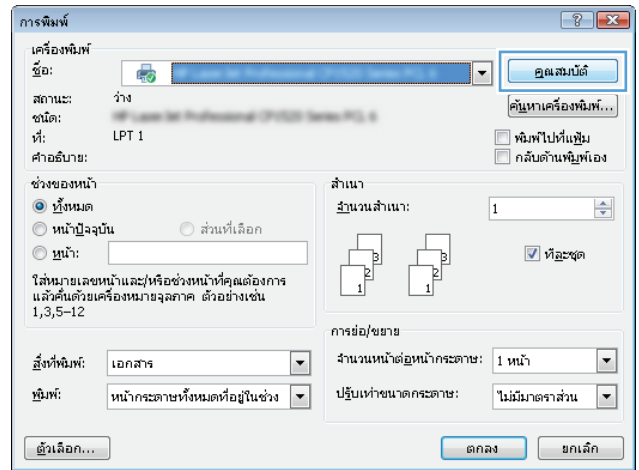 การพิมพ์
เครื่องพิมพ์
ชื่อ:
คุณสมบัติ
สถานะ: ว่าง
ค้นหาเครื่องพิมพ์...
ชนิด:
ที่: LPT 1
พิมพ์ไปที่แฟ้ม
คำอธิบาย:
กลับด้านพิมพ์เอง
ช่วงของหน้า
ทั้งหมด
หน้าปัจจุบัน ส่วนที่เลือก
หน้า:
ใส่หมายเลขหน้าและ/หรือช่วงหน้าที่คุณต้องการ
แล้วคั่นด้วยเครื่องหมายจุลภาค ตัวอย่างเช่น
1,3,5–12
สำเนา
จำนวนสำเนา: 1
3 3
2 2
1 1
ทีละชุด
สิ่งที่พิมพ์: เอกสาร
พิมพ์: หน้ากระดาษทั้งหมดที่อยู่ในช่วง
การย่อ/ขยาย
จำนวนหน้าต่อหน้ากระดาษ: 1 หน้า
ปรับเท่าขนาดกระดาษ: ไม่มีมาตราส่วน
ตัวเลือก...
ตกลง ยกเลิก